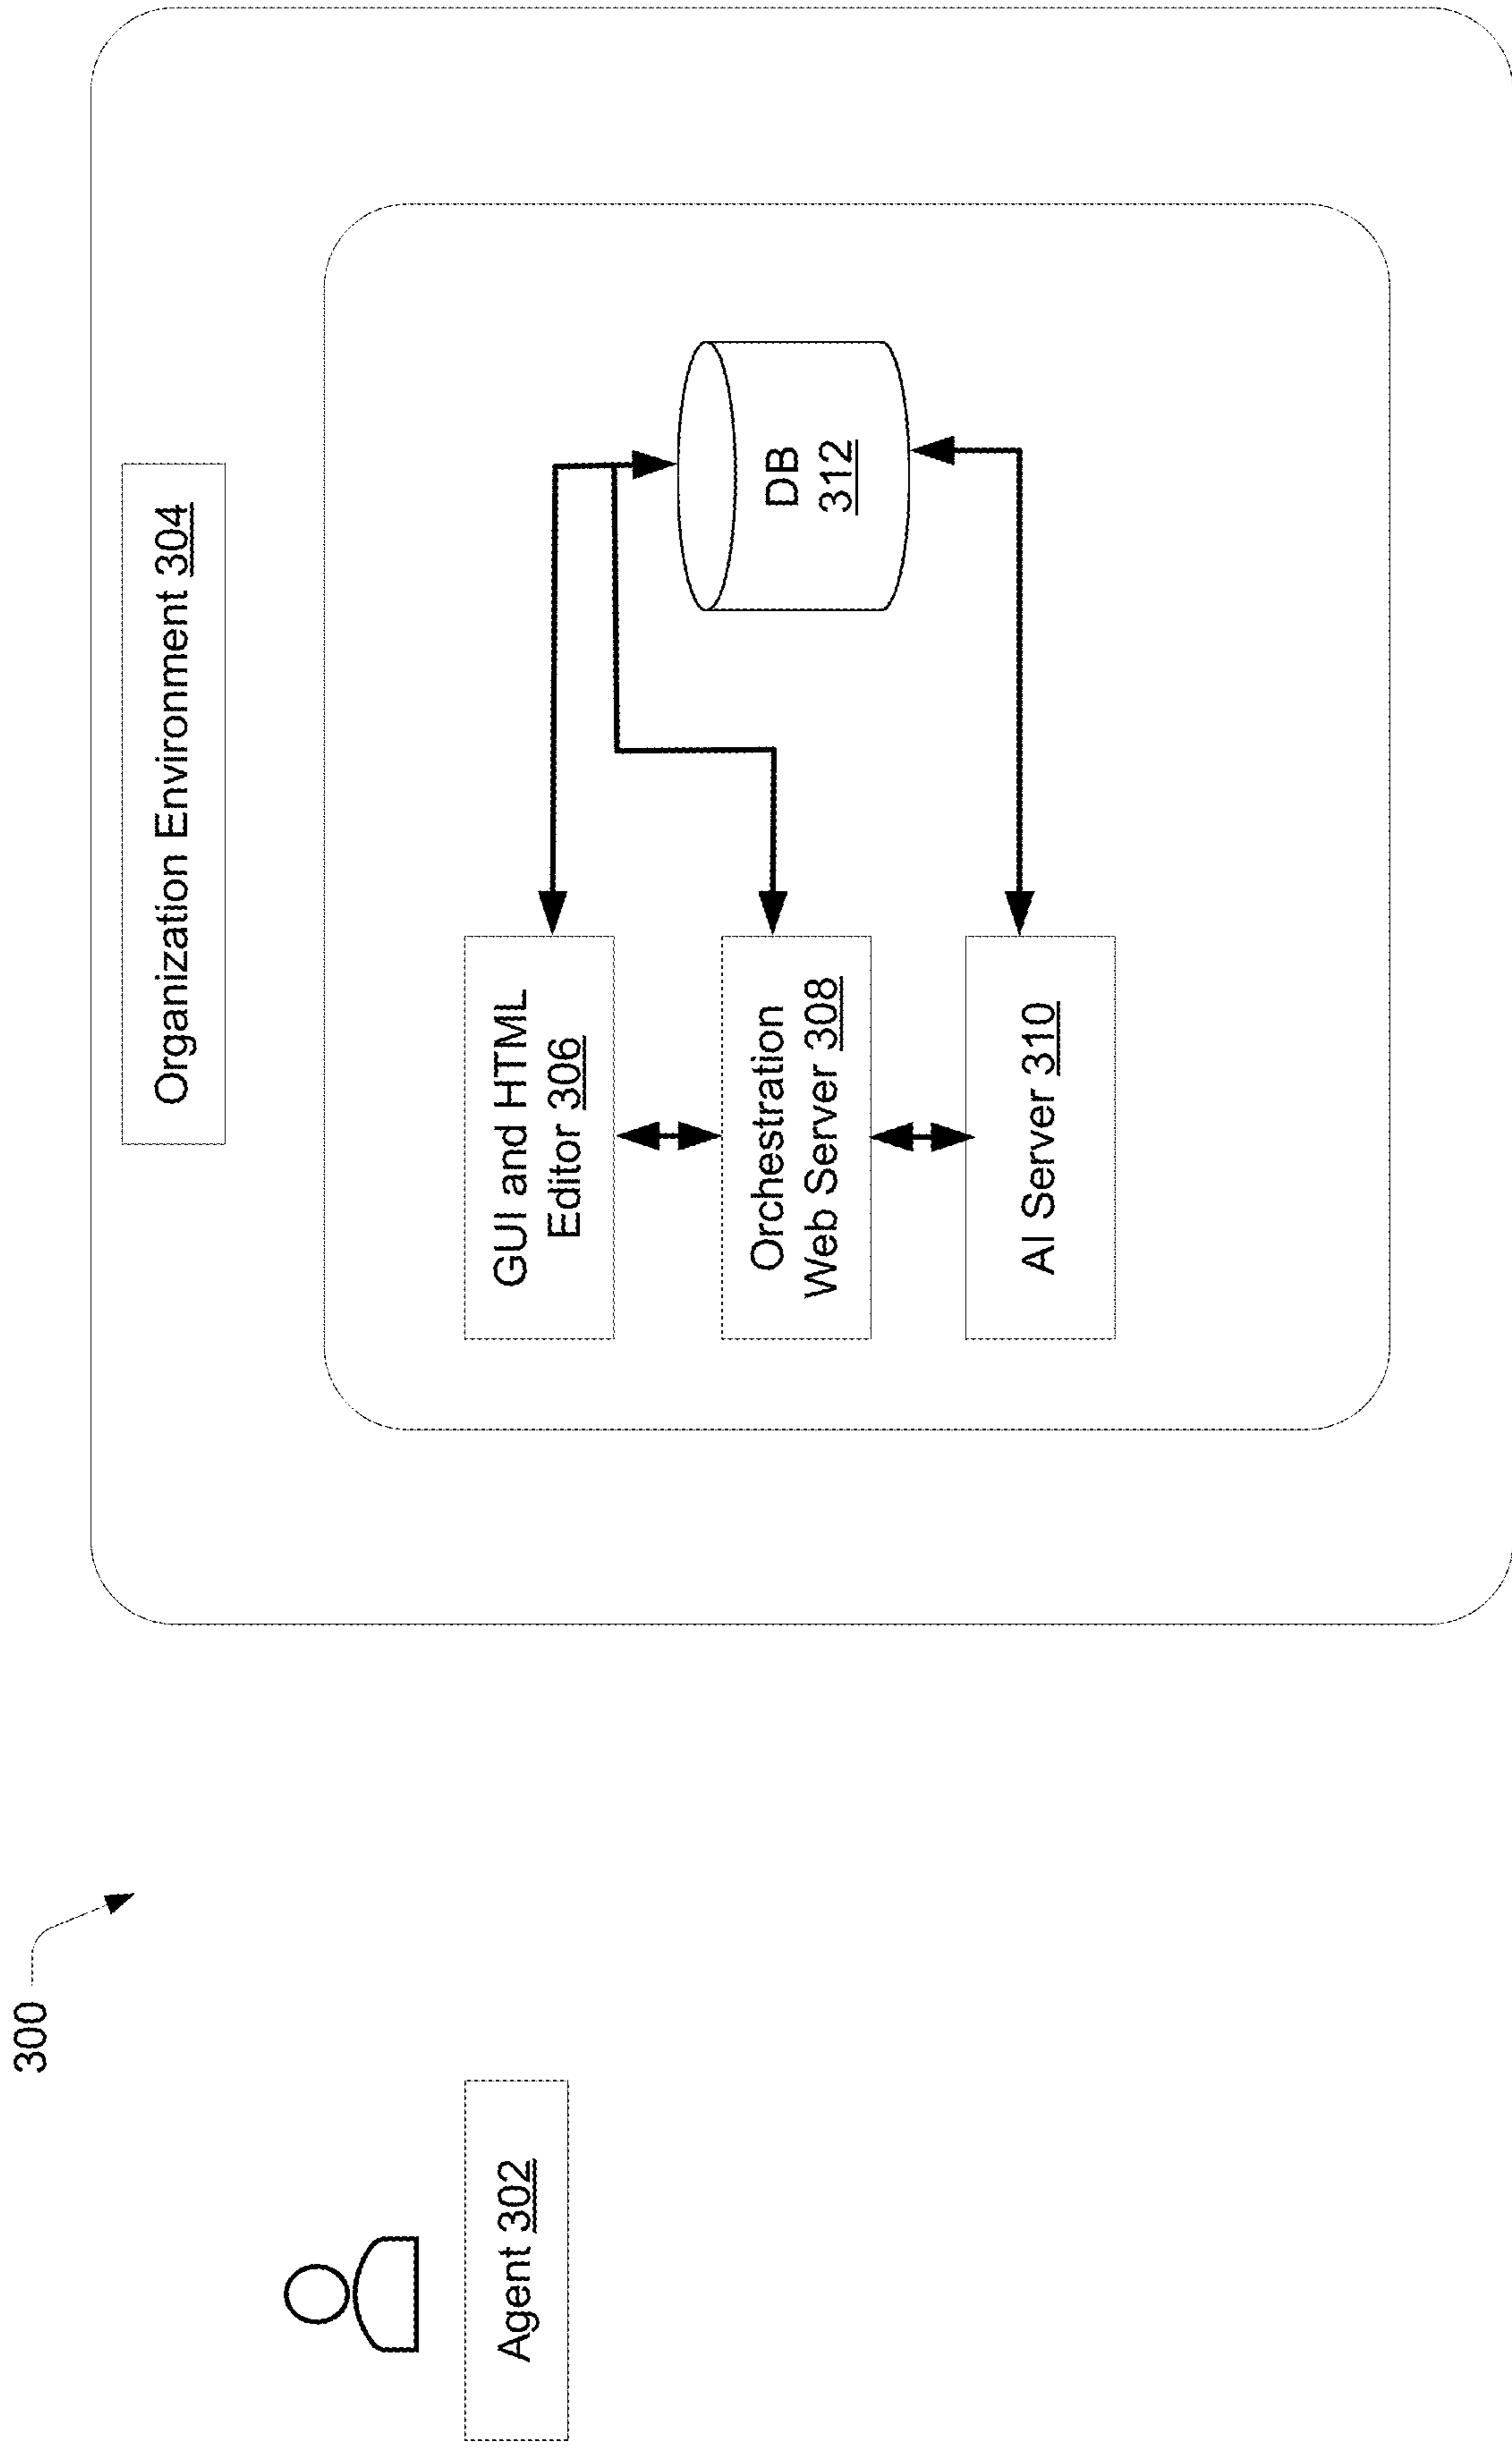 300
Agent 302
Organization Environment 304
GUI and HTML
Editor 306
Orchestration
Web Server 308
AI Server 310
DB
312